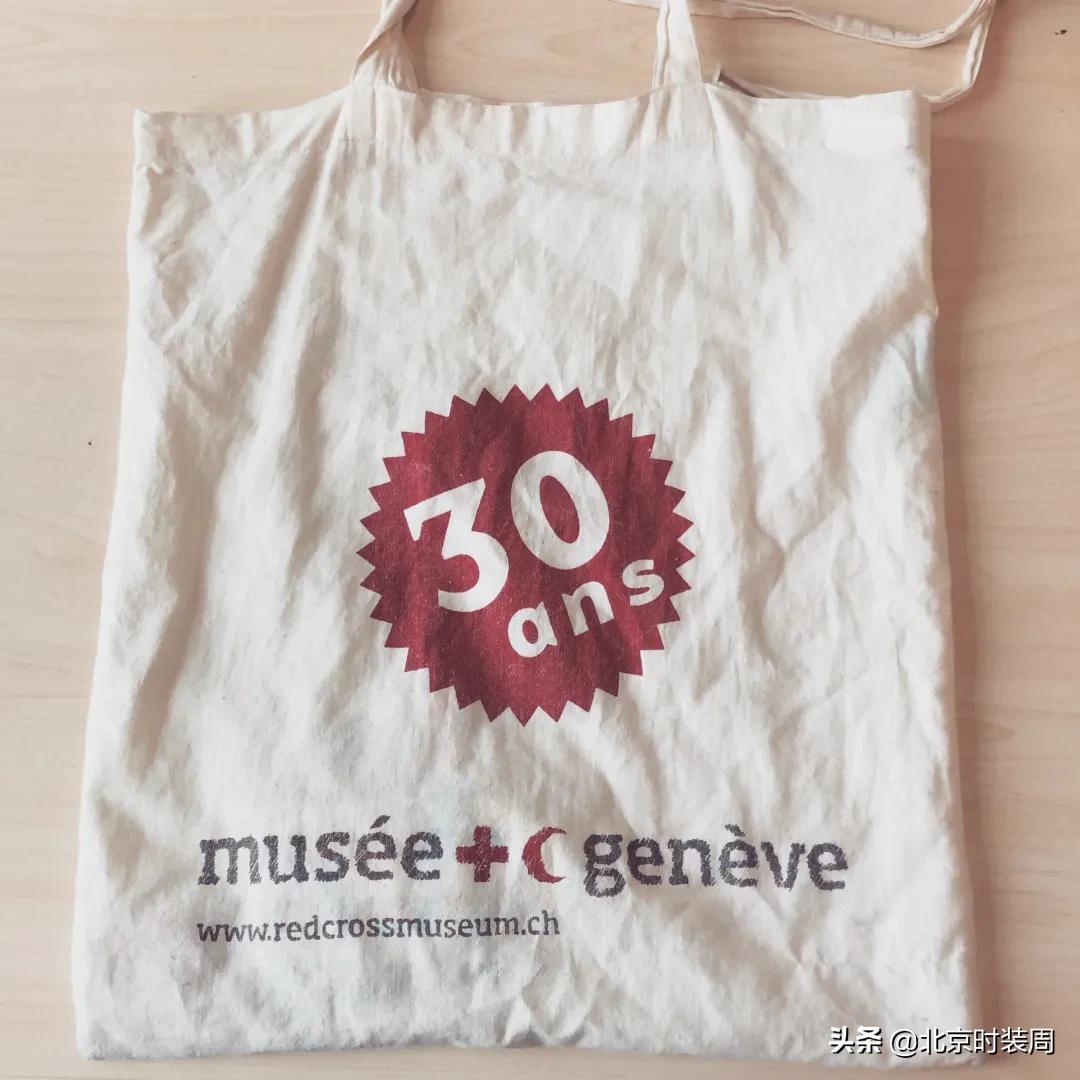 30
ans
musée genève
www.redcrossmuseum.ch
头条 @北京时装周